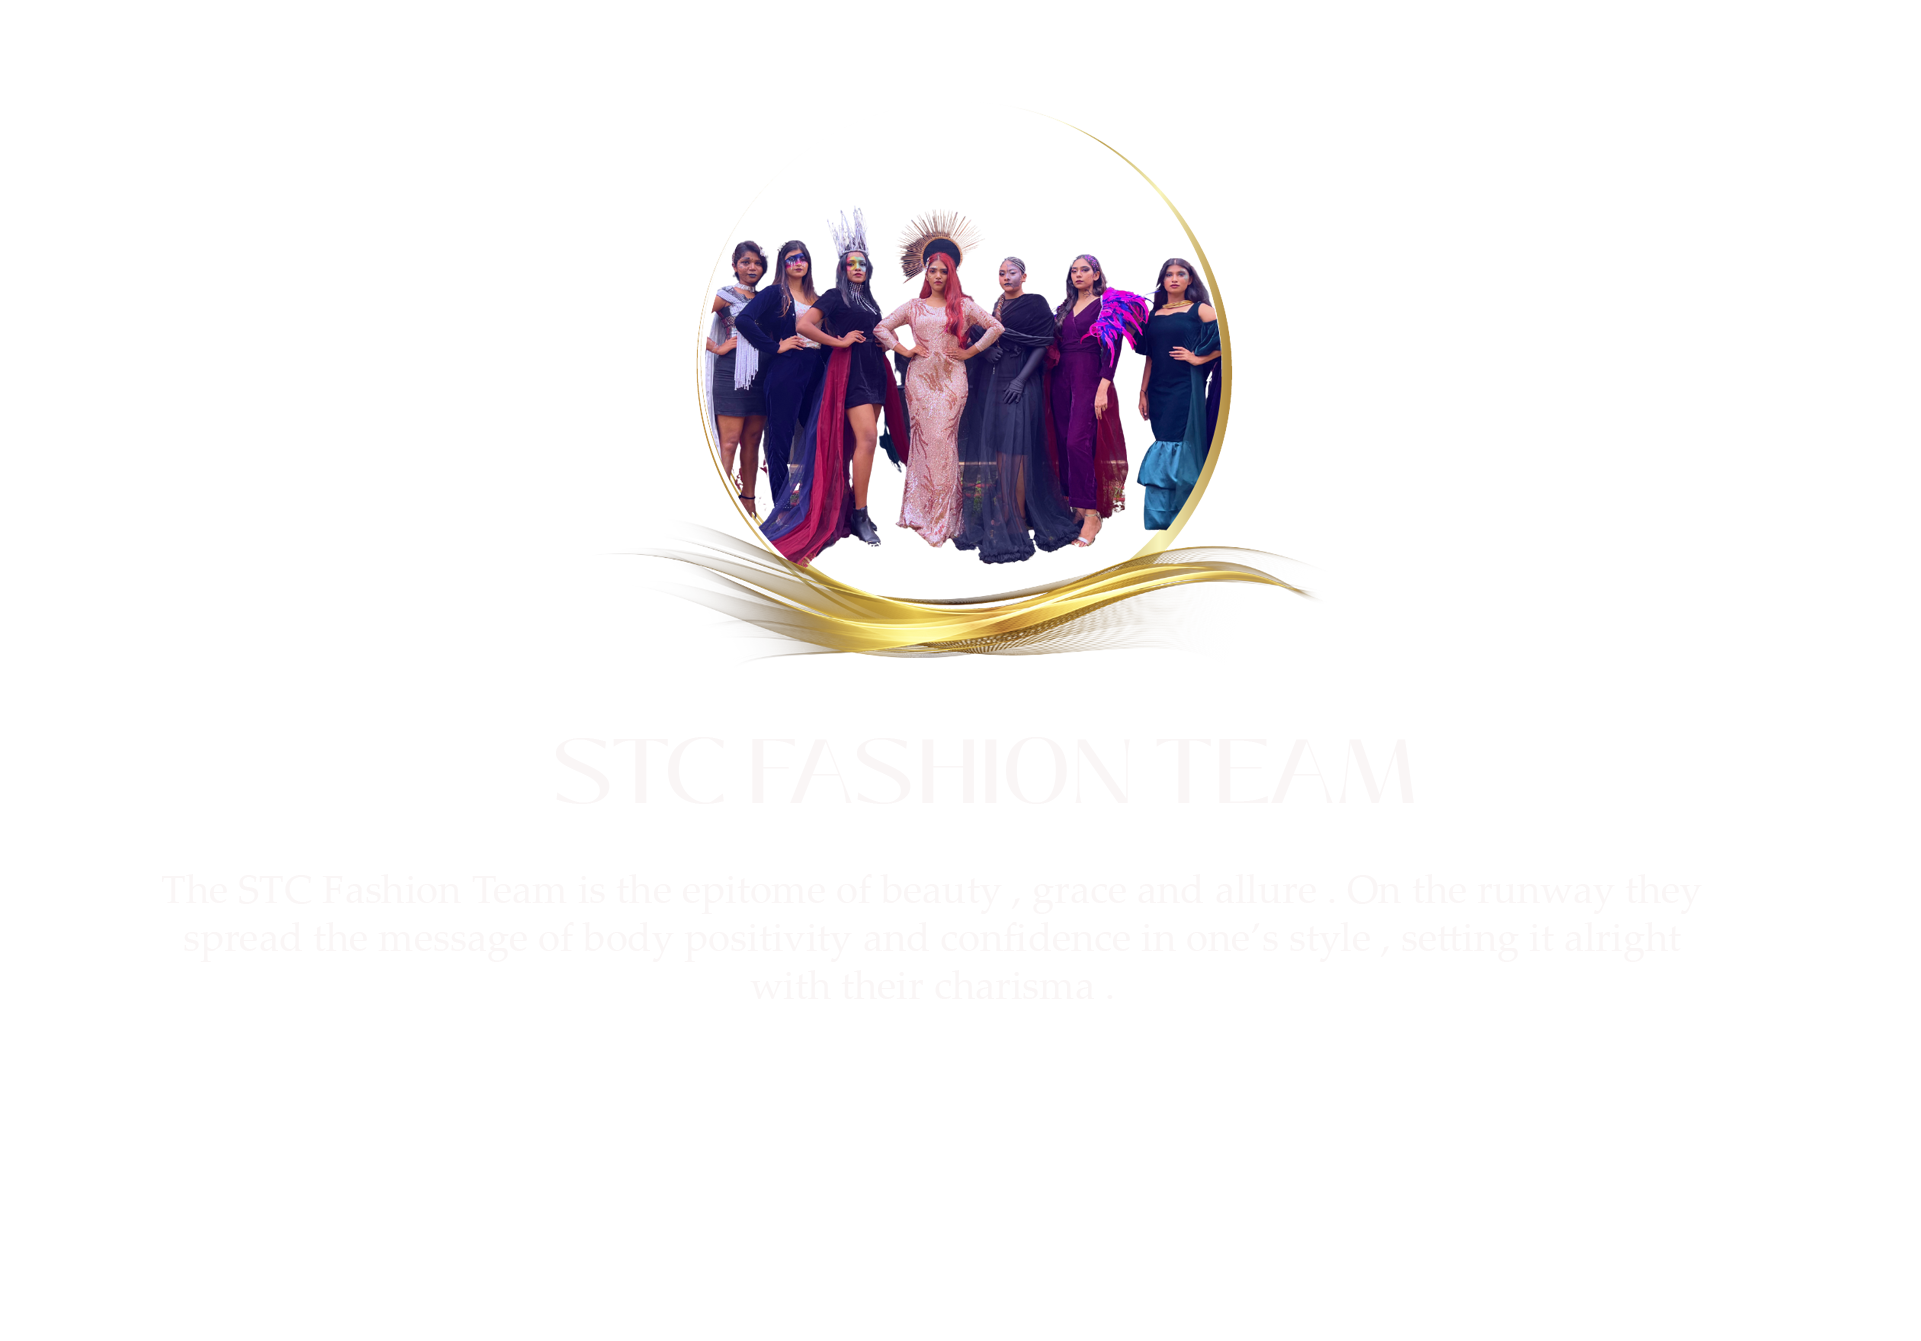 STC FASHION TEAM
The STC Fashion Team is the epitome of beauty , grace and allure . On the runway they
spread the message of body positivity and confidence in one’s style , setting it alright
with their charisma .